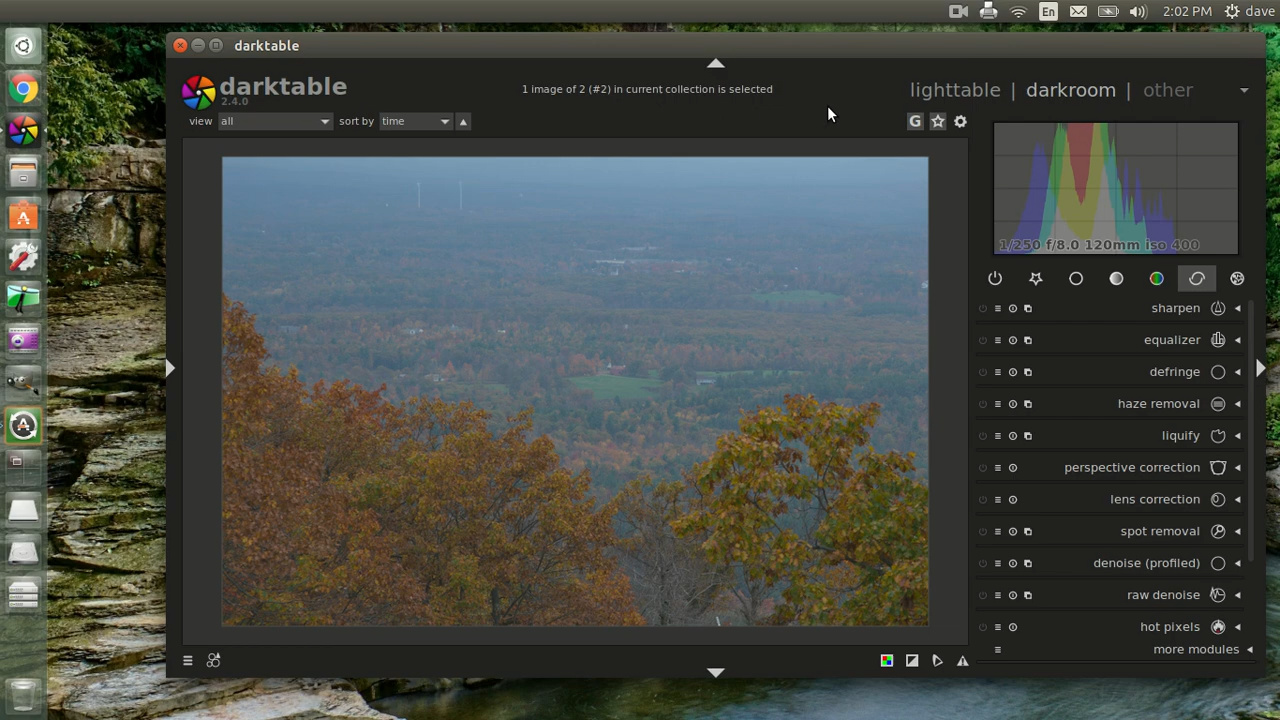 En
2:02 PM
dave
darktable
darktable
2.4.0
1 image of 2 (#2) in current collection is selected
lighttable | darkroom | other
view all sort by time
G
1/250 f/8.0 120mm iso 400
sharpen
equalizer
defringe
haze removal
liquify
perspective correction
lens correction
spot removal
denoise (profiled)
raw denoise
hot pixels
more modules